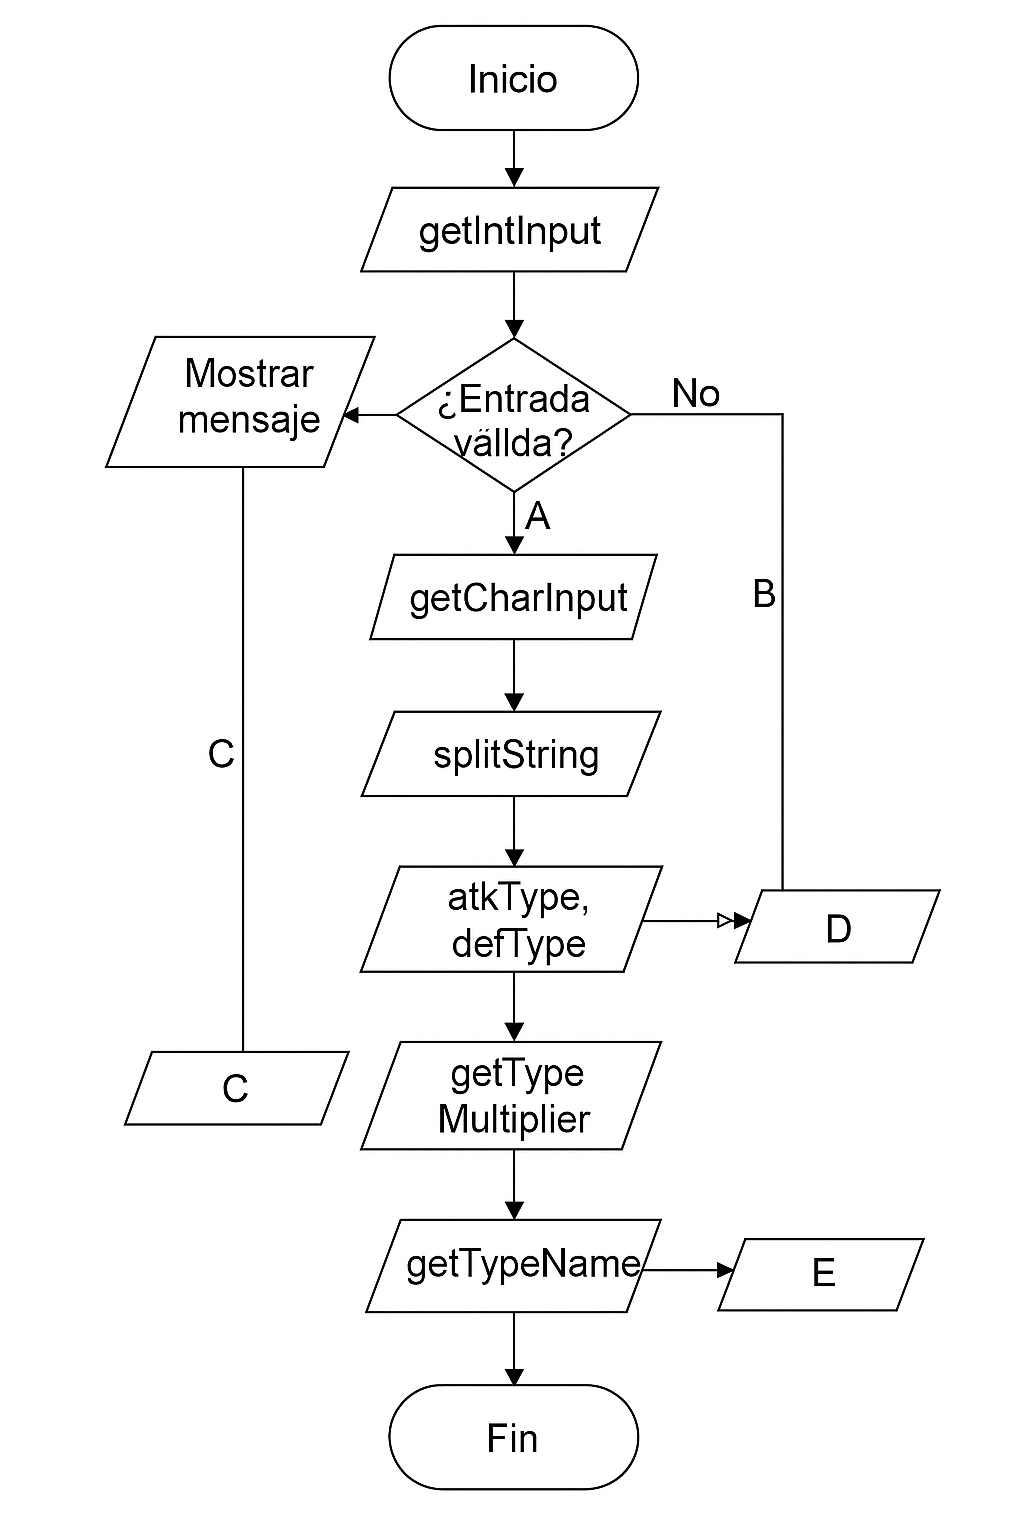 Inicio
getIntInput
Mostrar
mensaje
¿Entrada
vällda?
No
A
getCharInput
B
splitString
C
atkType,
defType
D
getType
Multiplier
C
getTypeName
E
Fin